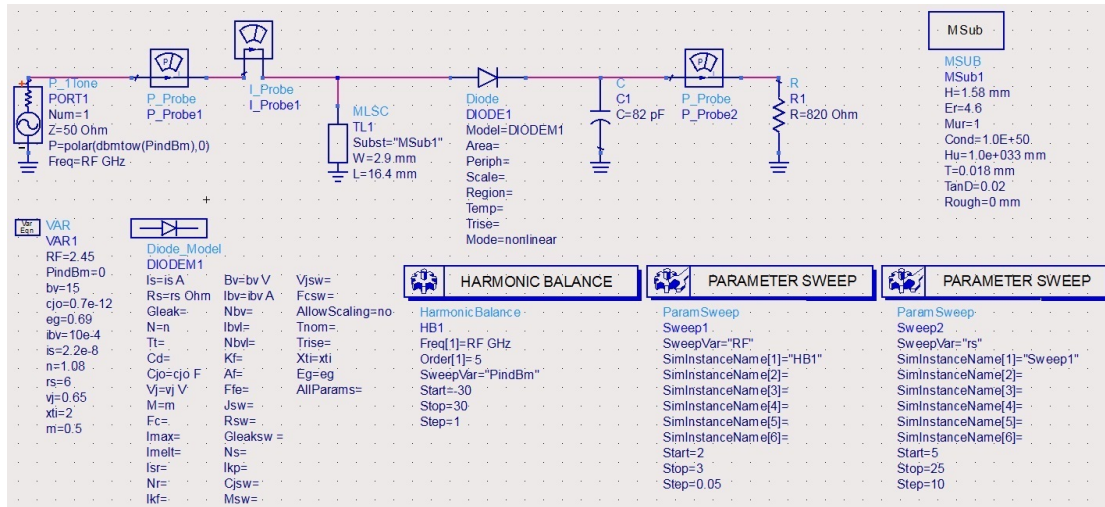 MSub
P
P
P_1Tone
PORT1
Num=1
Z=50 Ohm
P=polar(dbmtow(PindBm),0)
Freq=RF GHz
P_Probe
P_Probe1
I_Probe
I_Probe1
MLSC
TL1
Subst="MSub1"
W=2.9 mm
L=16.4 mm
Diode
DIODE1
Model=DIODEM1
Area=
Periph=
Scale=
Region=
Temp=
Trise=
Mode=nonlinear
C
C1
C=82 pF
P_Probe
P_Probe2
R
R1
R=820 Ohm
MSUB
MSub1
H=1.58 mm
Er=4.6
Mur=1
Cond=1.0E+50
Hu=1.0e+033 mm
T=0.018 mm
TanD=0.02
Rough=0 mm
Var
Eqn
VAR
VAR1
RF=2.45
PindBm=0
bv=15
cjo=0.7e-12
eg=0.69
ibv=10e-4
is=2.2e-8
n=1.08
rs=6
vj=0.65
xti=2
m=0.5
Diode_Model
DIODEM1
Is=is A
Rs=rs Ohm
Gleak=
N=n
Tt=
Cd=
Cjo=cjo F
Vj=vj V
M=m
Fc=
Imax=
Imelt=
Isr=
Nr=
Ikf=
Bv=bv V
Ibv=ibv A
Nbv=
Ibvl=
Nbvl=
Kf=
Af=
Ffe=
Jsw=
Rsw=
Gleaksw =
Ns=
Ikp=
Cjsw=
Msw=
Vjsw=
Fcsw=
AllowScaling=no
Tnom=
Trise=
Xti=xti
Eg=eg
AllParams=
HARMONIC BALANCE
HarmonicBalance
HB1
Freq[1]=RF GHz
Order[1]=5
SweepVar="PindBm"
Start=-30
Stop=30
Step=1
PARAMETER SWEEP
ParamSweep
Sweep1
SweepVar="RF"
SimInstanceName[1]="HB1"
SimInstanceName[2]=
SimInstanceName[3]=
SimInstanceName[4]=
SimInstanceName[5]=
SimInstanceName[6]=
Start=2
Stop=3
Step=0.05
PARAMETER SWEEP
ParamSweep
Sweep2
SweepVar="rs"
SimInstanceName[1]="Sweep1"
SimInstanceName[2]=
SimInstanceName[3]=
SimInstanceName[4]=
SimInstanceName[5]=
SimInstanceName[6]=
Start=5
Stop=25
Step=10